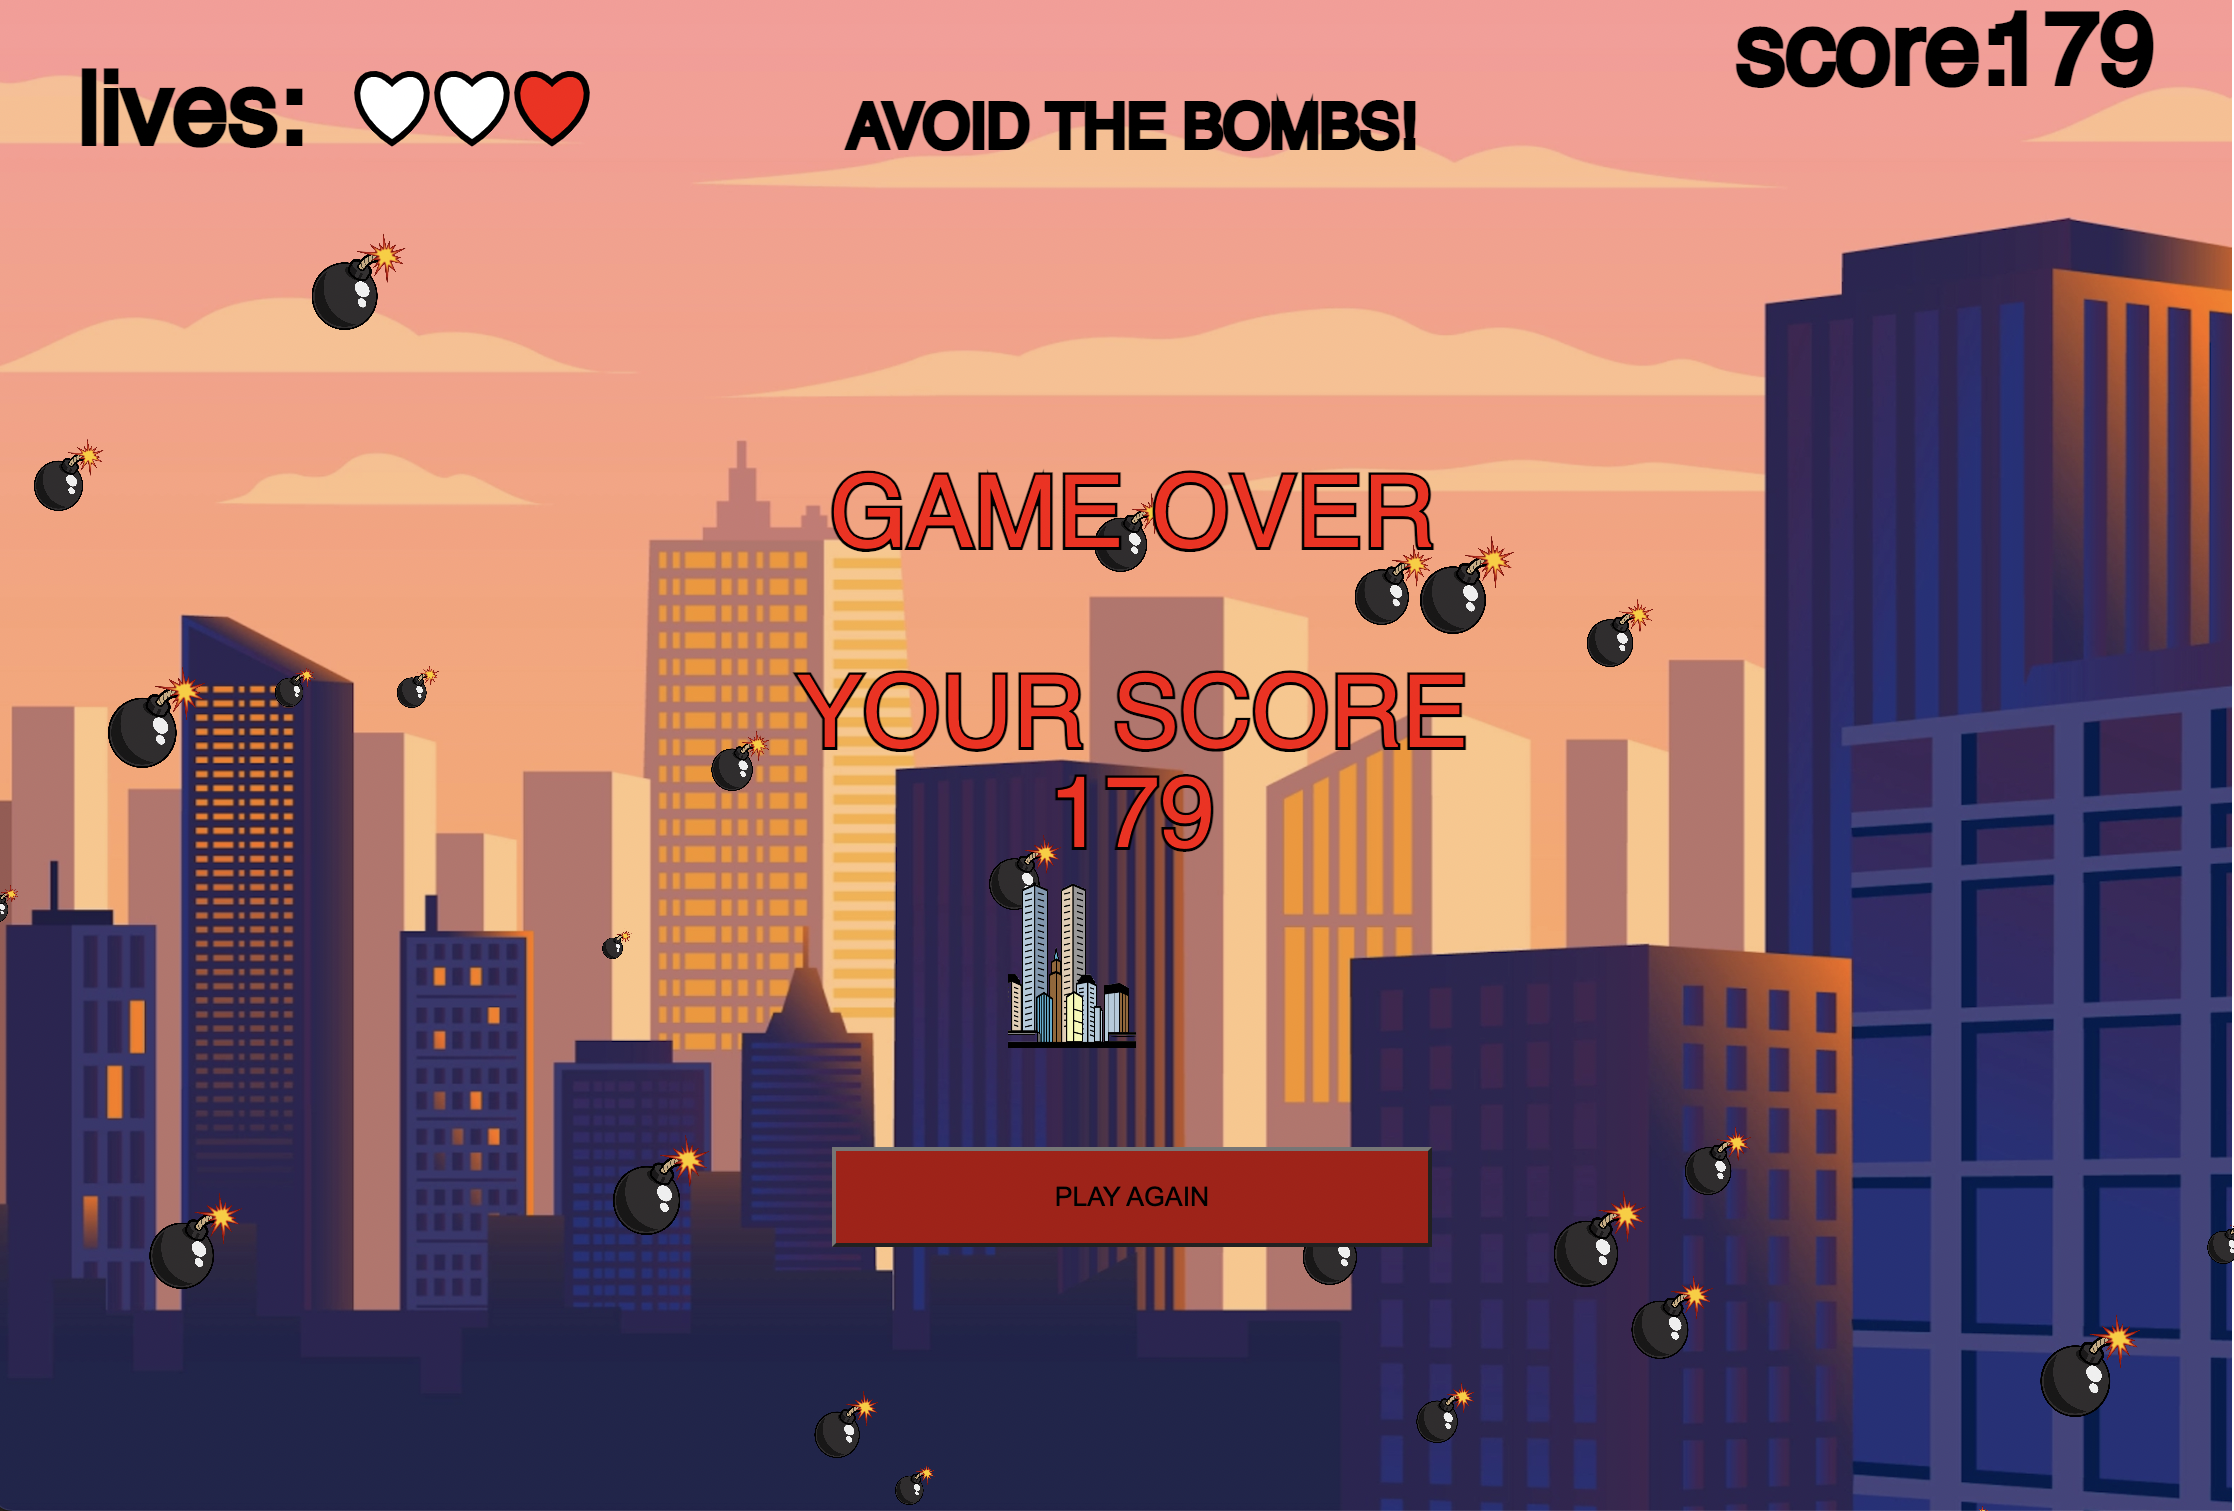 score:179
lives:
AVOID THE BOMBS!
GAME OVER
YOUR SCORE
179
PLAY AGAIN